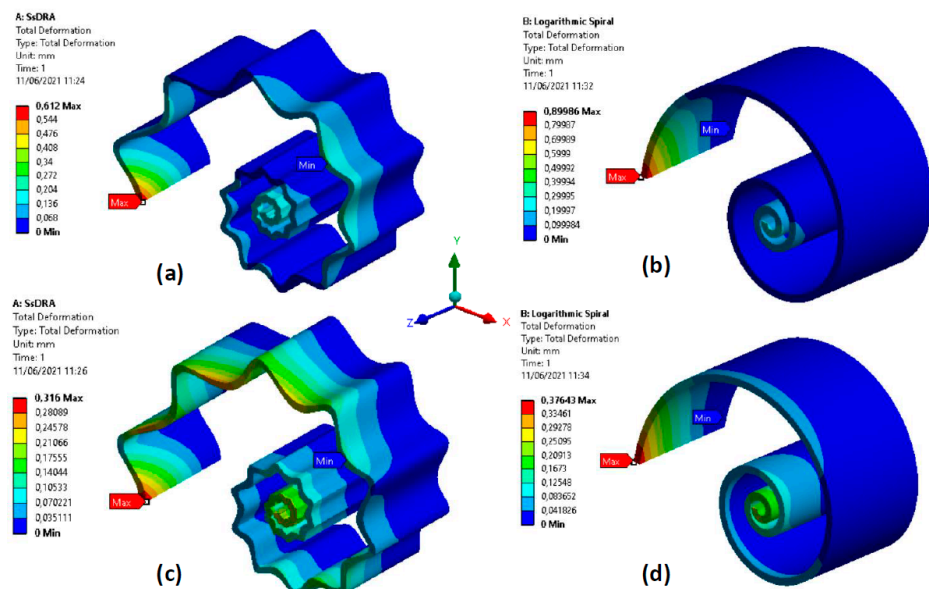 A: SsDRA
Total Deformation
Type: Total Deformation
Unit: mm
Time: 1
11/06/2021 11:24
0,612 Max
0,544
0,476
0,408
0,34
0,272
0,204
0,136
0,068
0 Min
Max
Min
(a)
B: Logarithmic Spiral
Total Deformation
Type: Total Deformation
Unit: mm
Time: 1
11/06/2021 11:32
0,89986 Max
0,79987
0,69989
0,5999
0,49992
0,39994
0,29995
0,19997
0,099984
0 Min
Max
Min
(b)
Y
Z
X
A: SsDRA
Total Deformation
Type: Total Deformation
Unit: mm
Time: 1
11/06/2021 11:26
0.316 Max
0,28089
0,24578
0,21066
0,17555
0,14044
0,10533
0,070221
0,035111
0 Min
Max
Min
(c)
B: Logarithmic Spiral
Total Deformation
Type: Total Deformation
Unit: mm
Time: 1
11/06/2021 11:34
0,37643 Max
0,33461
0,29278
0,25095
0,20913
0,1673
0,12548
0,083652
0,041826
0 Min
Max
Min
(d)